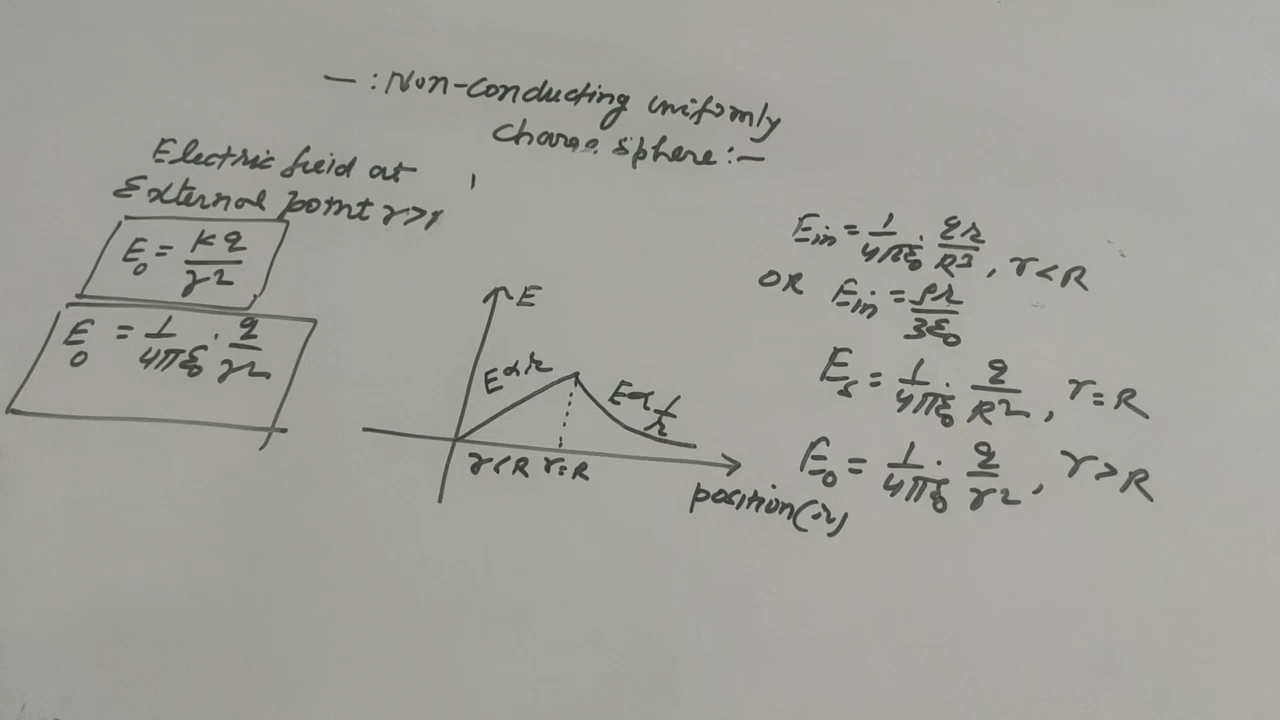 — : Non-conducting uniformly
charge sphere : —
Electric field at
External point r>
E₀ = Kq/r²
E₀ = 1/4πε₀ · q/r²
E
E ∝ r
E ∝ 1/r
r < R r = R
position (r)
Ein = 1/4πε₀ · qr/R³ , r < R
OR Ein = ρr/3ε₀
Es = 1/4πε₀ · q/R² , r = R
E₀ = 1/4πε₀ · q/r² , r > R